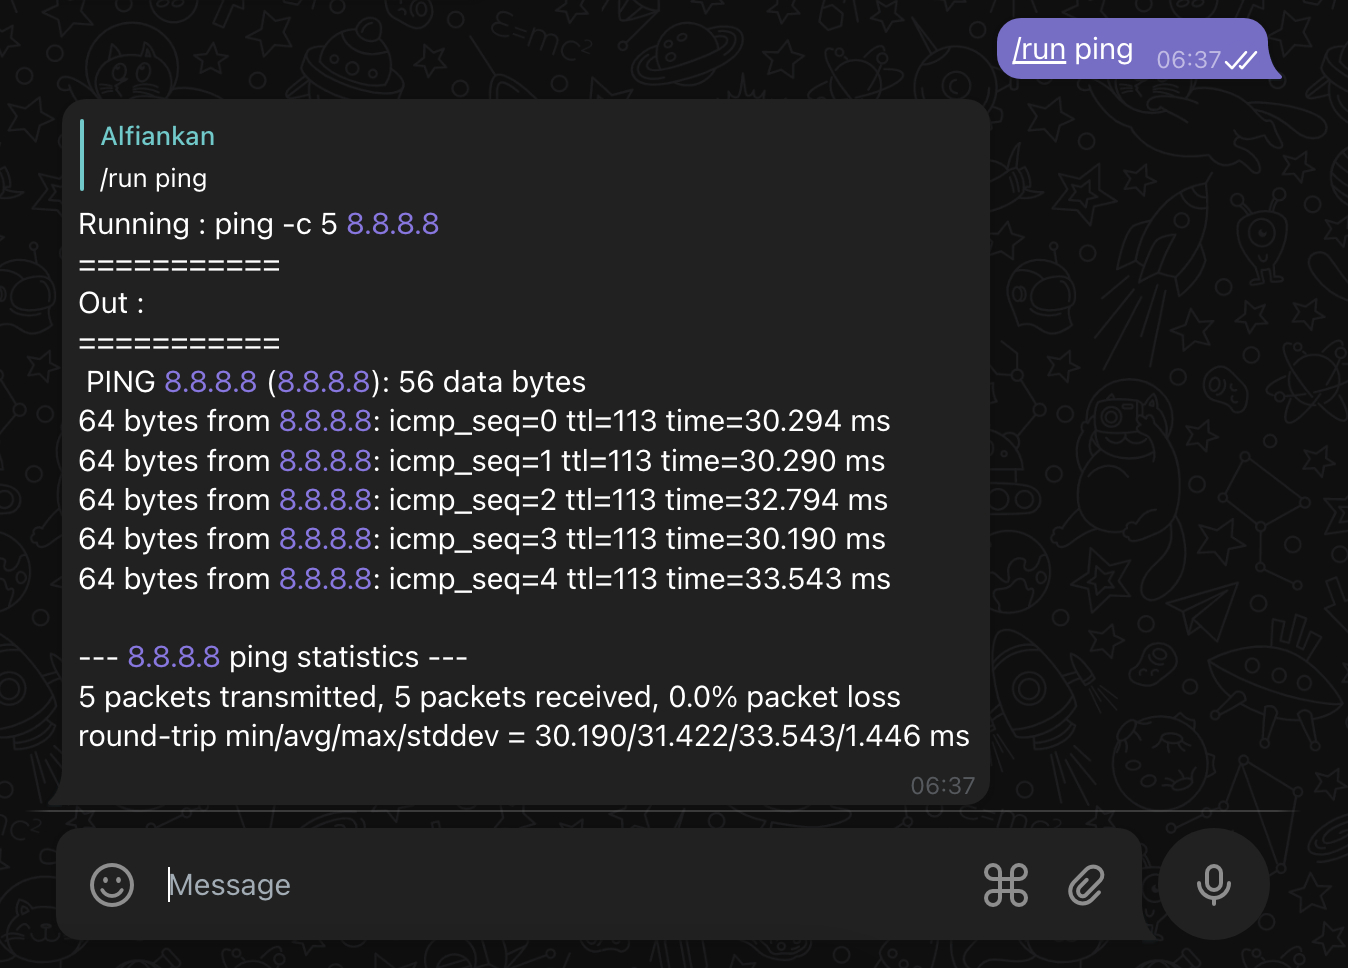 /run ping 06:37
Alfiankan
/run ping
Running : ping -c 5 8.8.8.8
===========
Out :
===========
PING 8.8.8.8 (8.8.8.8): 56 data bytes
64 bytes from 8.8.8.8: icmp_seq=0 ttl=113 time=30.294 ms
64 bytes from 8.8.8.8: icmp_seq=1 ttl=113 time=30.290 ms
64 bytes from 8.8.8.8: icmp_seq=2 ttl=113 time=32.794 ms
64 bytes from 8.8.8.8: icmp_seq=3 ttl=113 time=30.190 ms
64 bytes from 8.8.8.8: icmp_seq=4 ttl=113 time=33.543 ms
--- 8.8.8.8 ping statistics ---
5 packets transmitted, 5 packets received, 0.0% packet loss
round-trip min/avg/max/stddev = 30.190/31.422/33.543/1.446 ms
06:37
Message